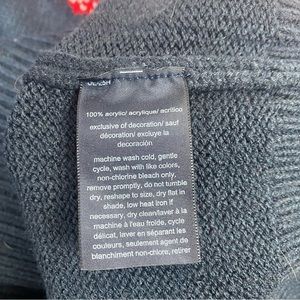 100% acrylic/ acrylique/ acrílico
exclusive of decoration/ sauf
décoration/ excluye la
decoración
machine wash cold, gentle
cycle, wash with like colors,
non-chlorine bleach only,
remove promptly, do not tumble
dry, reshape to size, dry flat in
shade, low heat iron if
necessary, dry clean/laver à la
machine à l'eau froide, cycle
délicat, laver en séparant les
couleurs, seulement agent de
blanchiment non-chlore, retirer